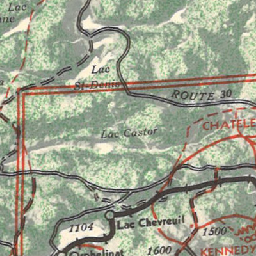 Lac
Lac
St-Denis
ROUTE 30
CHATELE
Lac Castor
1104
Lac Chevreuil
1500
Orphelinat
1600
KENNEDY